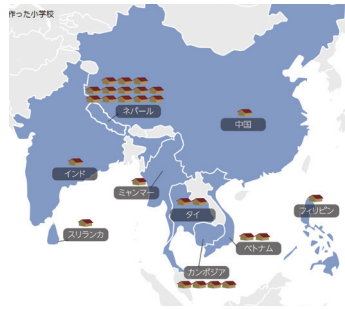 作った小学校
ネパール
中国
インド
ミャンマー
タイ
フィリピン
スリランカ
ベトナム
カンボジア